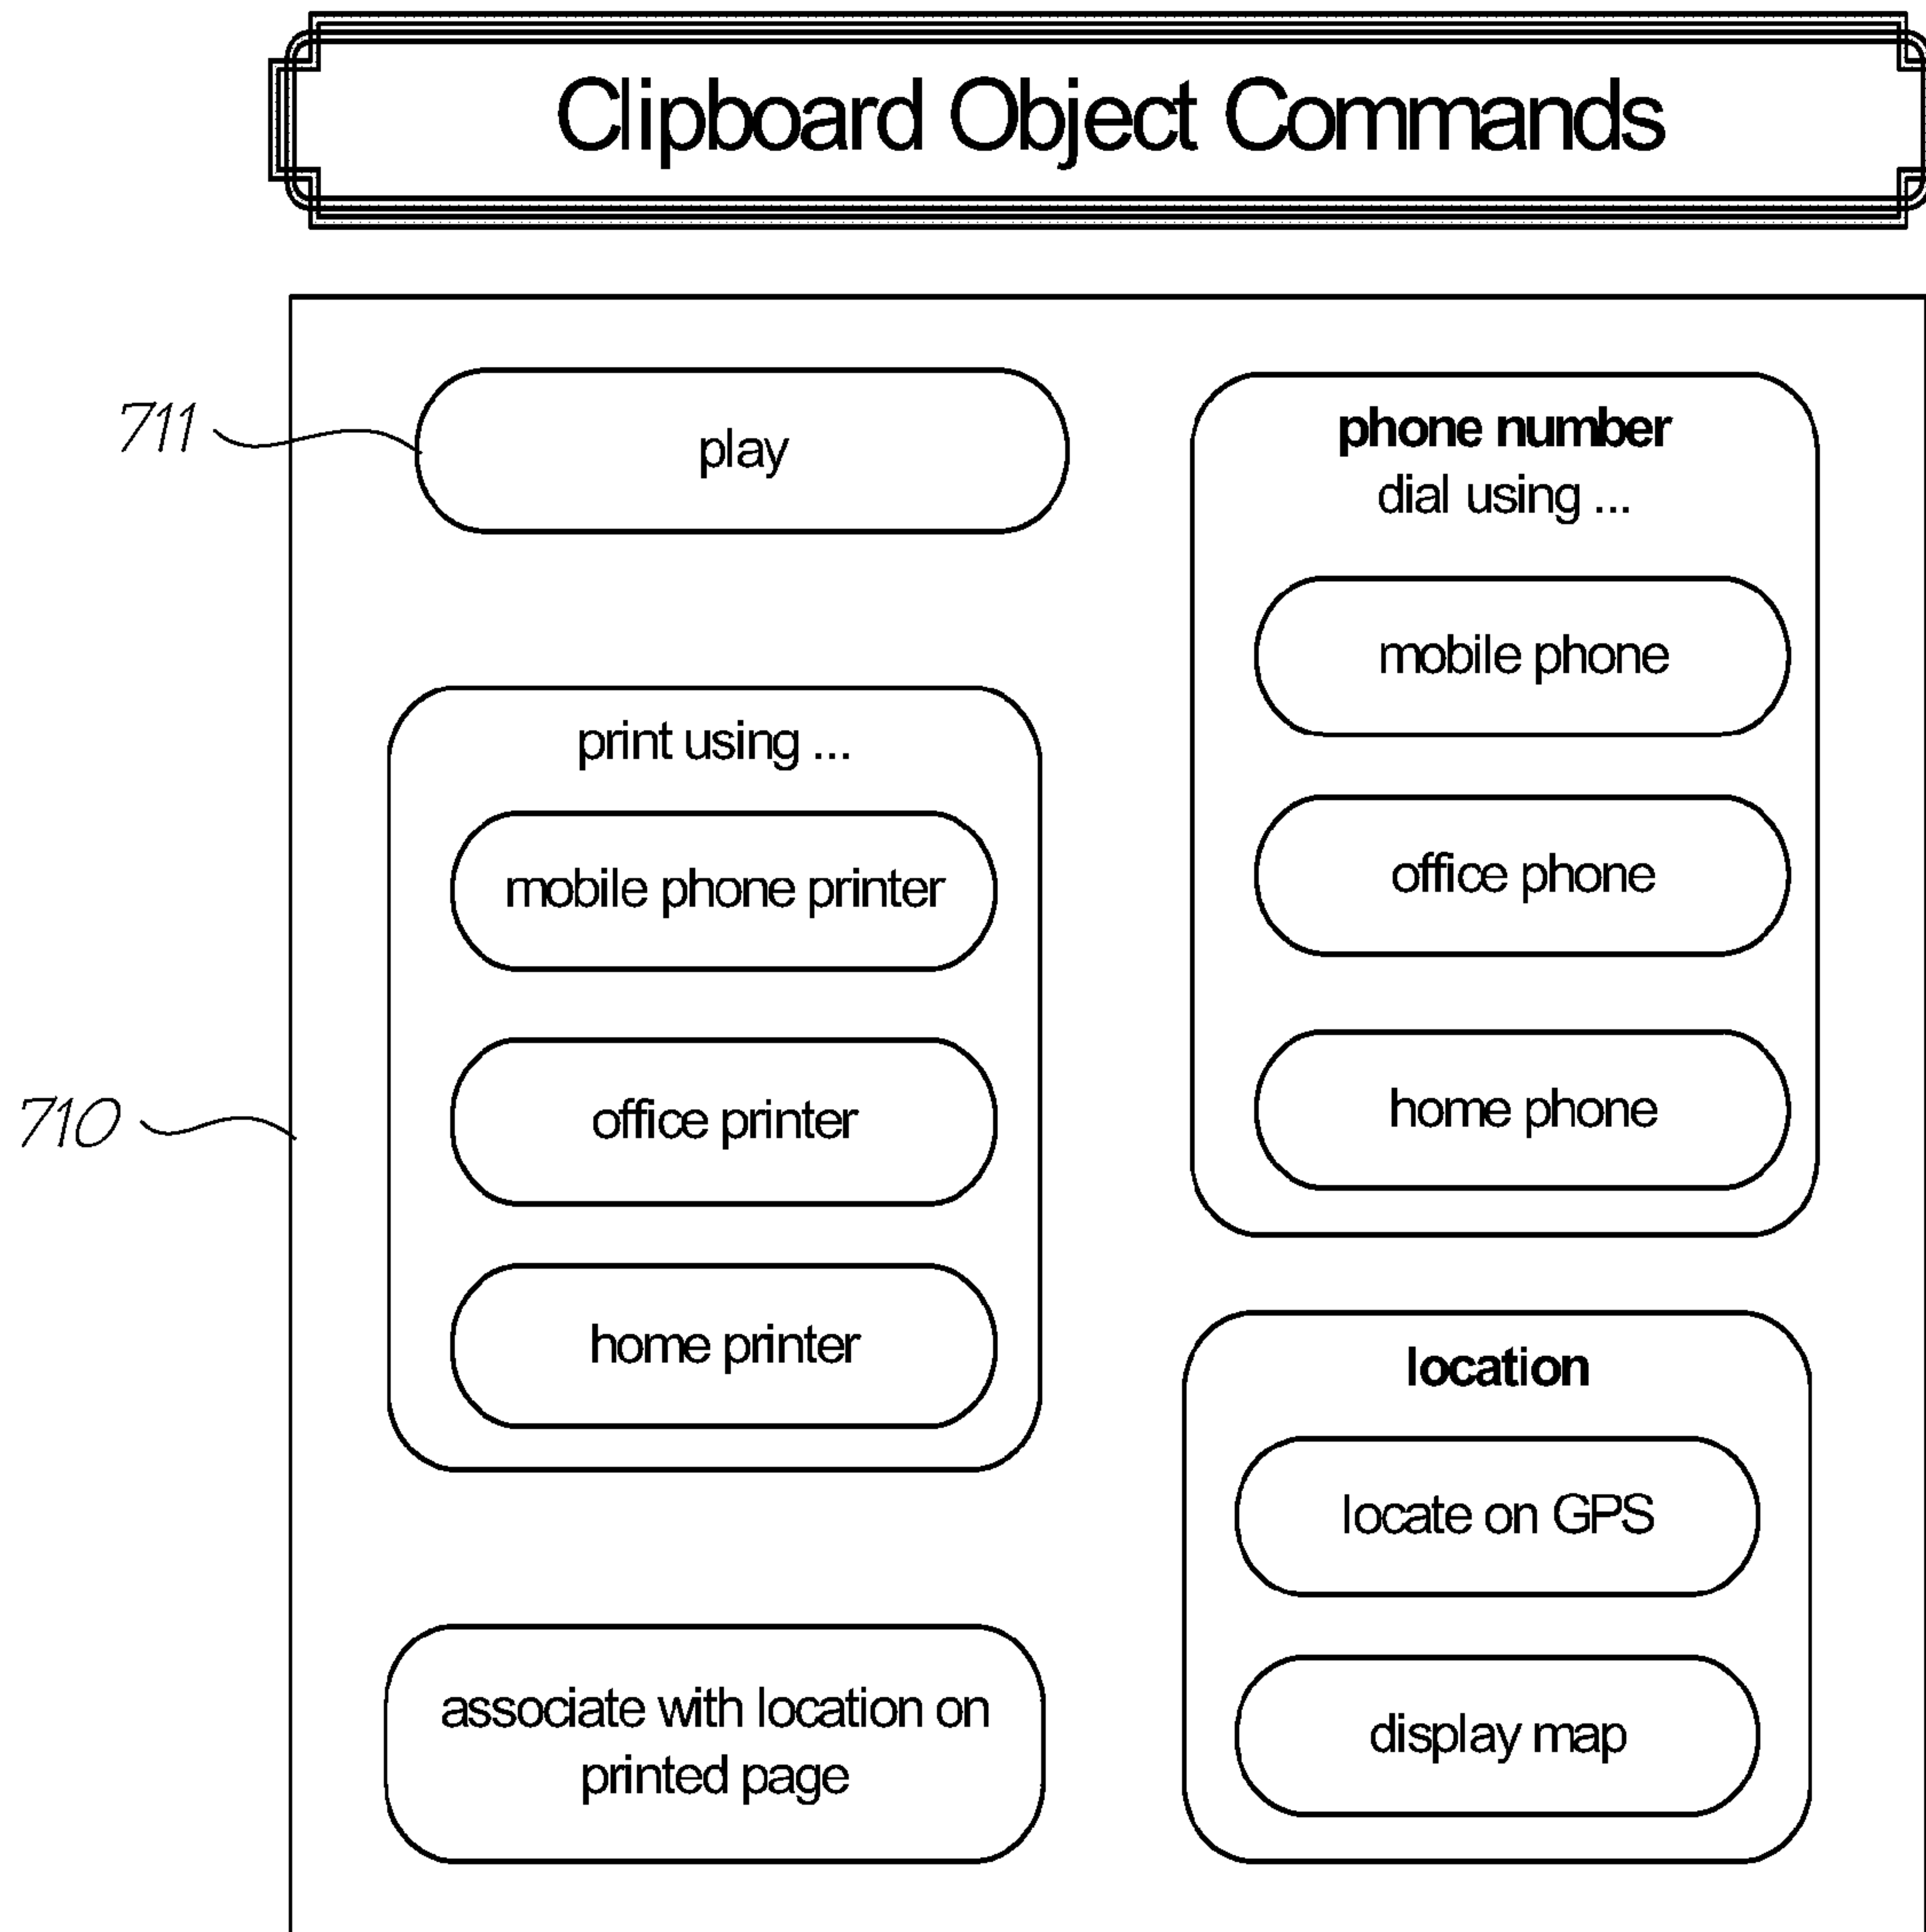 Clipboard Object Commands
711
play
print using ...
mobile phone printer
office printer
home printer
710
associate with location on
printed page
phone number
dial using ...
mobile phone
office phone
home phone
location
locate on GPS
display map